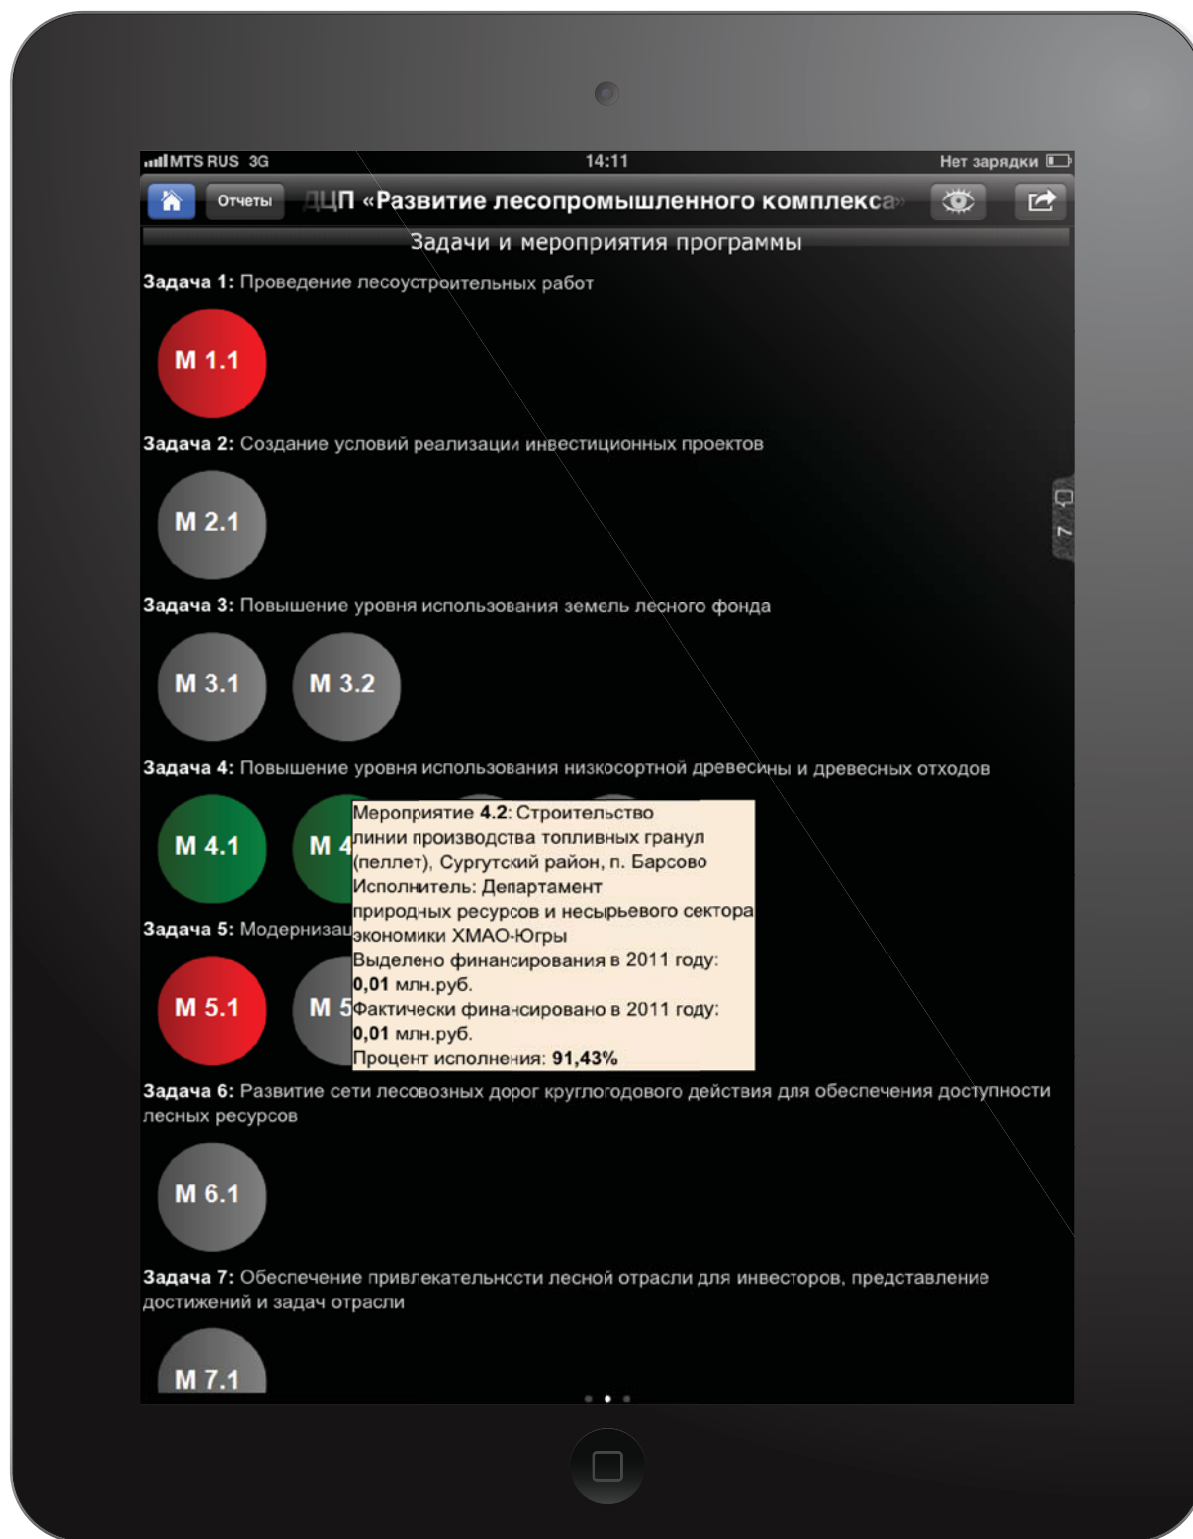 MTS RUS 3G 14:11 Нет зарядки
Отчеты ДЦП «Развитие лесопромышленного комплекса»
Задачи и мероприятия программы
Задача 1: Проведение лесоустроительных работ
М 1.1
Задача 2: Создание условий реализации инвестиционных проектов
М 2.1
7
Задача 3: Повышение уровня использования земель лесного фонда
М 3.1 М 3.2
Задача 4: Повышение уровня использования низкосортной древесины и древесных отходов
М 4.1 М 4
Мероприятие 4.2: Строительство
линии производства топливных гранул
(пеллет), Сургутский район, п. Барсово
Исполнитель: Департамент
природных ресурсов и несырьевого сектора
экономики ХМАО-Югры
Выделено финансирования в 2011 году:
0,01 млн.руб.
Фактически финансировано в 2011 году:
0,01 млн.руб.
Процент исполнения: 91,43%
Задача 5: Модернизац
М 5.1 М 5
Задача 6: Развитие сети лесовозных дорог круглогодового действия для обеспечения доступности
лесных ресурсов
М 6.1
Задача 7: Обеспечение привлекательности лесной отрасли для инвесторов, представление
достижений и задач отрасли
М 7.1